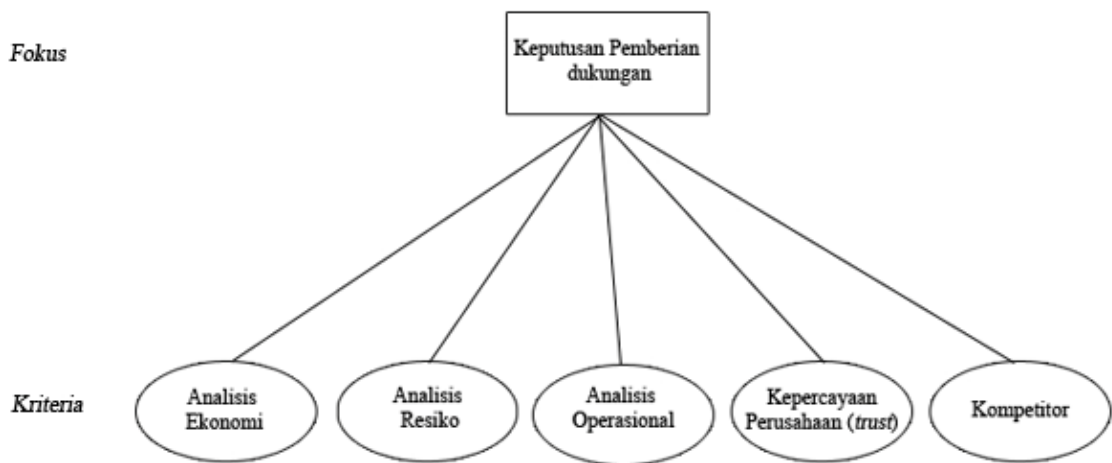 Fokus
Keputusan Pemberian
dukungan
Kriteria
Analisis
Ekonomi
Analisis
Resiko
Analisis
Operasional
Kepercayaan
Perusahaan (trust)
Kompetitor